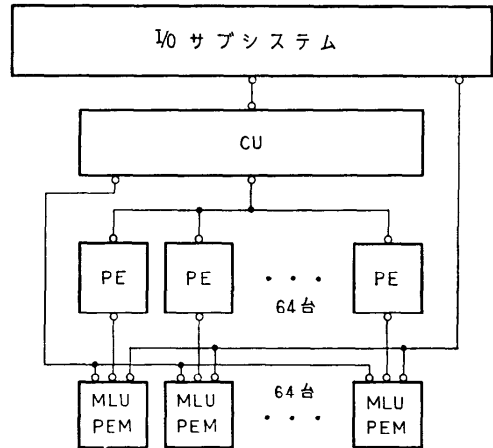 I/O サブシステム
CU
PE PE ・・・ PE
64台
MLU PEM MLU PEM 64台 ・・・ MLU PEM